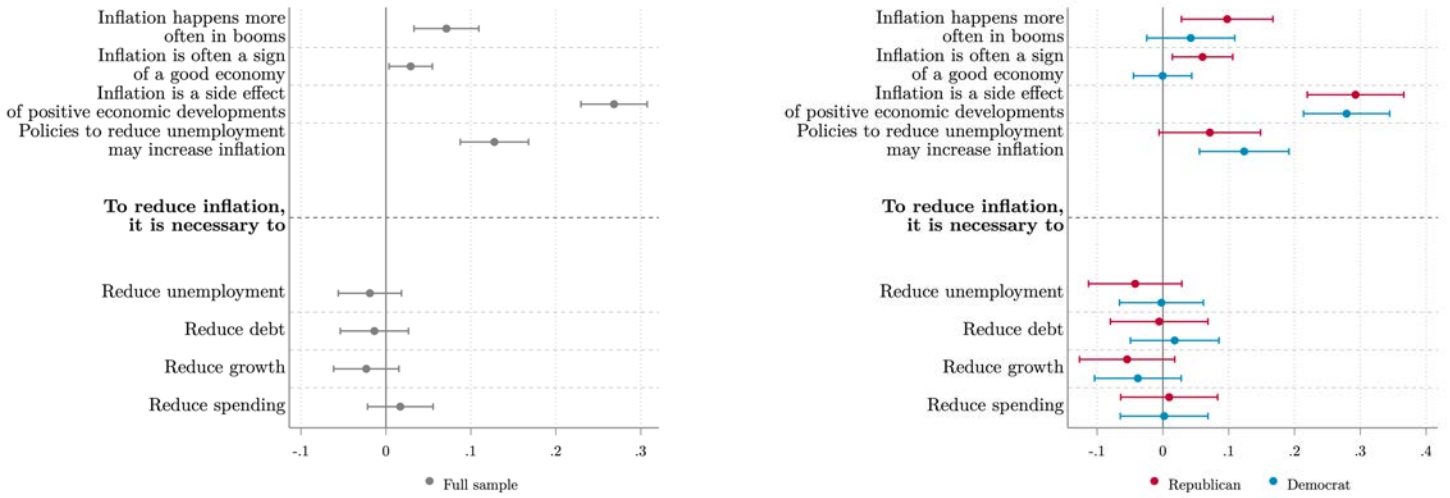 Inflation happens more
often in booms
Inflation is often a sign
of a good economy
Inflation is a side effect
of positive economic developments
Policies to reduce unemployment
may increase inflation
To reduce inflation,
it is necessary to
Reduce unemployment
Reduce debt
Reduce growth
Reduce spending
-.1 0 .1 .2 .3
Full sample
Inflation happens more
often in booms
Inflation is often a sign
of a good economy
Inflation is a side effect
of positive economic developments
Policies to reduce unemployment
may increase inflation
To reduce inflation,
it is necessary to
Reduce unemployment
Reduce debt
Reduce growth
Reduce spending
-.1 0 .1 .2 .3 .4
Republican Democrat